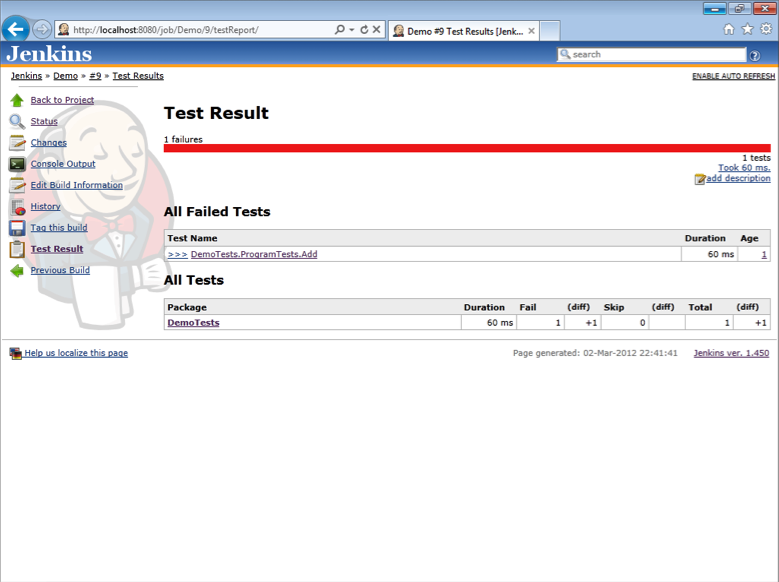 http://localhost:8080/job/Demo/9/testReport/
Demo #9 Test Results [Jenk...
Jenkins
search
Jenkins » Demo » #9 » Test Results
ENABLE AUTO REFRESH
Back to Project
Status
Changes
Console Output
Edit Build Information
History
Tag this build
Test Result
Previous Build
Test Result
1 failures
1 tests
Took 60 ms.
add description
All Failed Tests
Test Name Duration Age
>>> DemoTests.ProgramTests.Add 60 ms 1
All Tests
Package Duration Fail (diff) Skip (diff) Total (diff)
DemoTests 60 ms 1 +1 0 1 +1
Help us localize this page
Page generated: 02-Mar-2012 22:41:41 Jenkins ver. 1.450